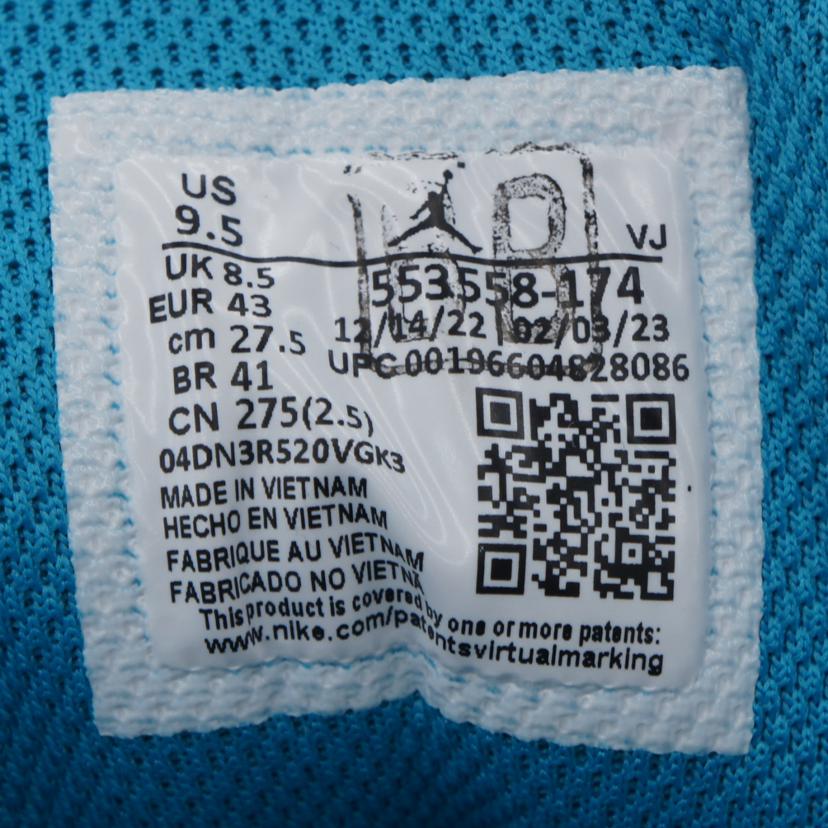 US
9.5
VJ
UK 8.5
EUR 43
cm 27.5
BR 41
CN 275(2.5)
04DN3R520VGK3
553558-174
12/14/22 02/03/23
UPC 00196604828086
MADE IN VIETNAM
HECHO EN VIETNAM
FABRIQUE AU VIETNAM
FABRICADO NO VIETNA
This product is covered by one or more patents:
www.nike.com/patentsvirtualmarking